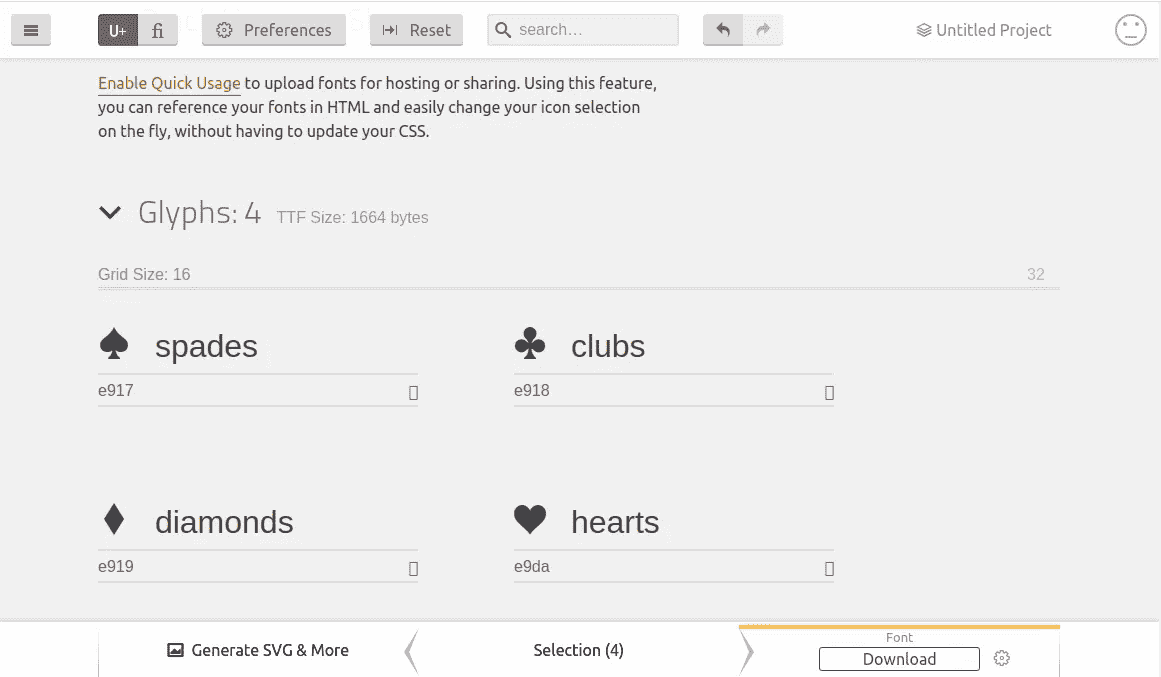 U+ fi Preferences Reset search… Untitled Project
Enable Quick Usage to upload fonts for hosting or sharing. Using this feature,
you can reference your fonts in HTML and easily change your icon selection
on the fly, without having to update your CSS.
Glyphs: 4 TTF Size: 1664 bytes
Grid Size: 16 32
spades clubs
e917 e918
diamonds hearts
e919 e9da
Generate SVG & More Selection (4) Font
Download